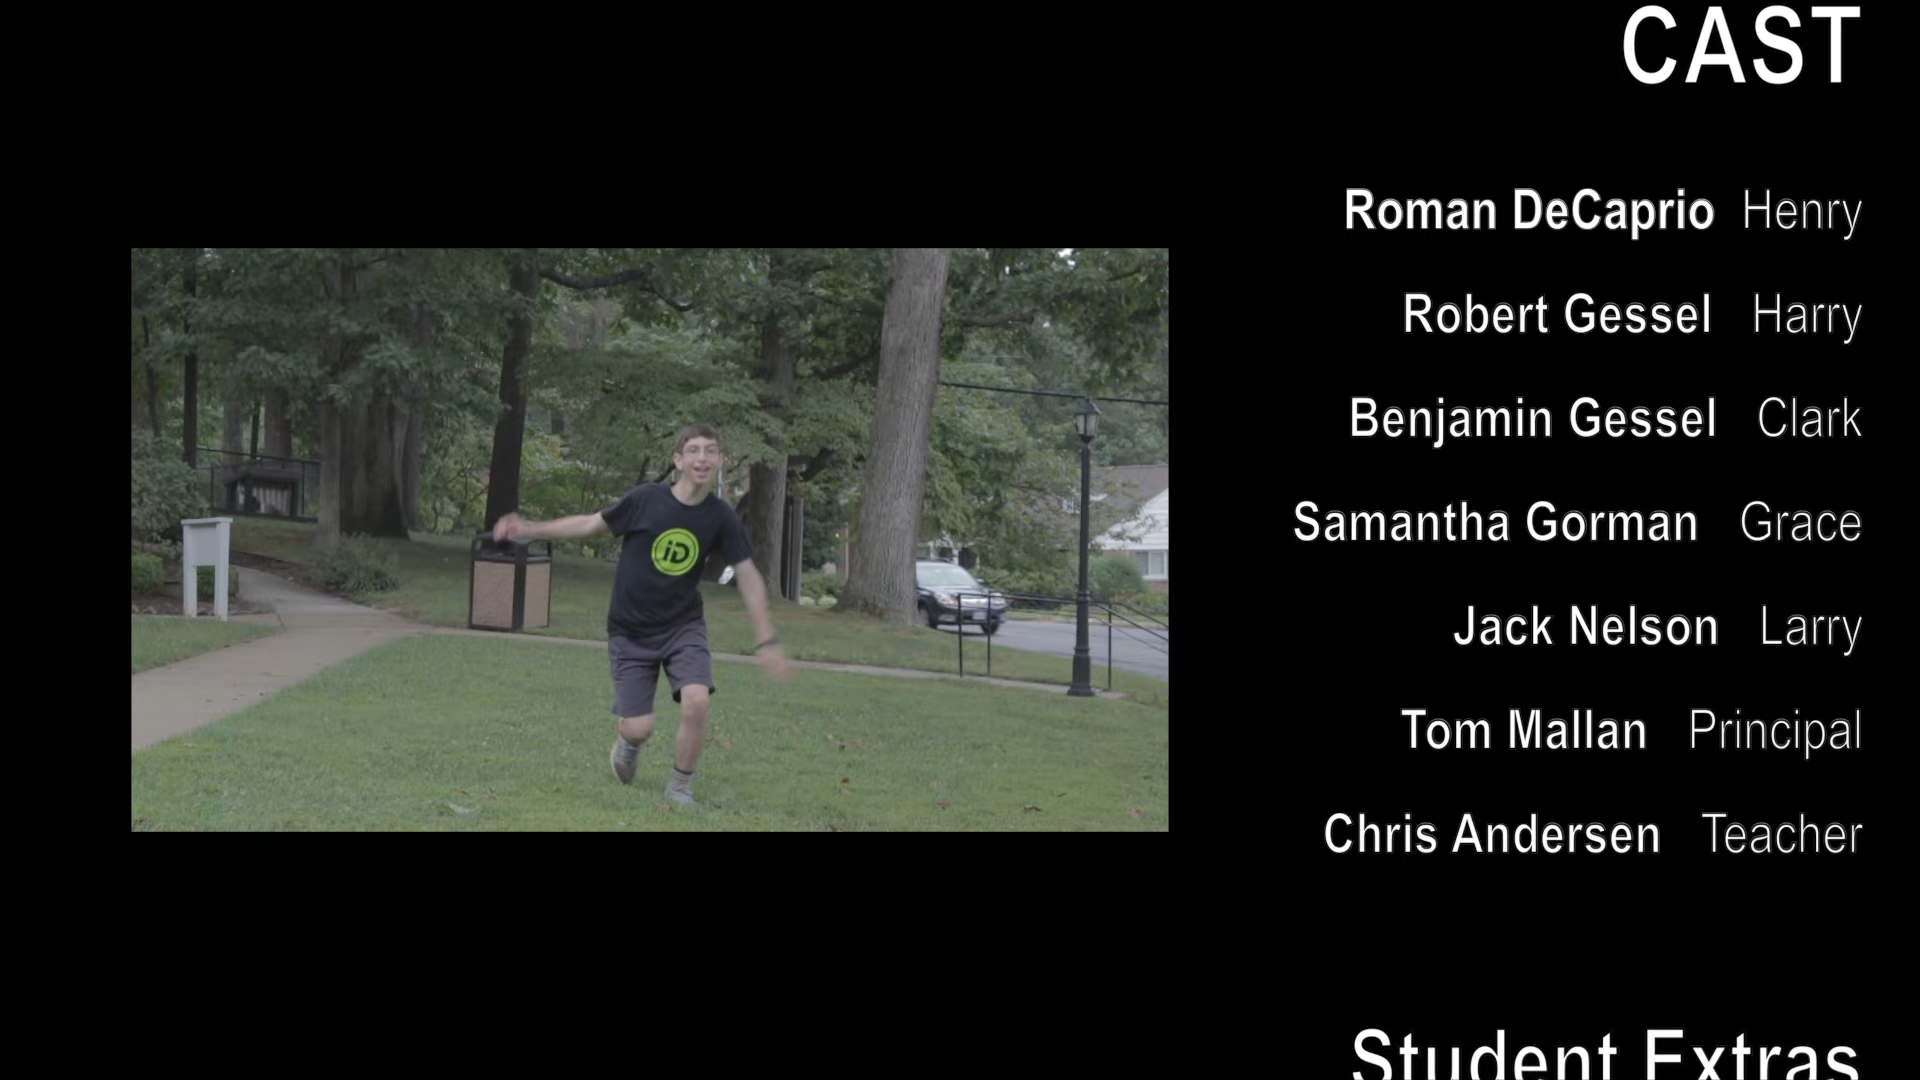 CAST
Roman DeCaprio Henry
Robert Gessel Harry
Benjamin Gessel Clark
Samantha Gorman Grace
Jack Nelson Larry
Tom Mallan Principal
Chris Andersen Teacher
Student Extras
iD